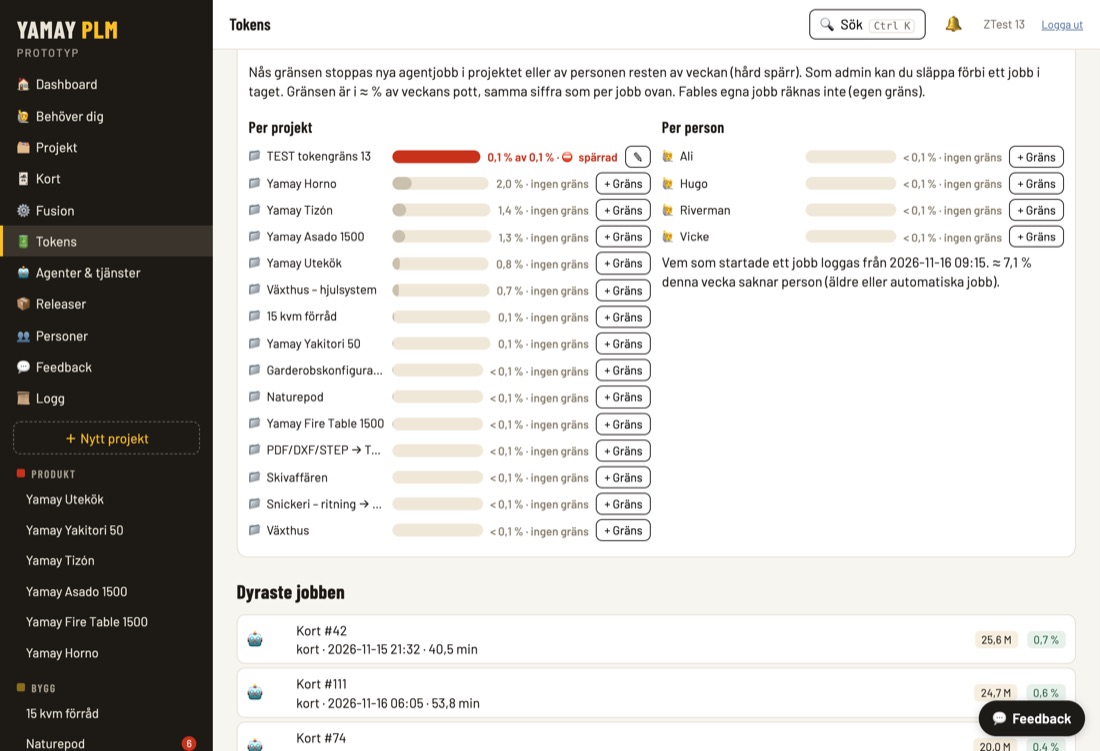 YAMAY PLM
PROTOTYP
Dashboard
Behöver dig
Projekt
Kort
Fusion
Tokens
Agenter & tjänster
Releaser
Personer
Feedback
Logg
+ Nytt projekt
PRODUKT
Yamay Utekök
Yamay Yakitori 50
Yamay Tizón
Yamay Asado 1500
Yamay Fire Table 1500
Yamay Horno
BYGG
15 kvm förråd
Naturepod 6
Tokens
Sök Ctrl K
ZTest 13
Logga ut
Nås gränsen stoppas nya agentjobb i projektet eller av personen resten av veckan (hård spärr). Som admin kan du släppa förbi ett jobb i
taget. Gränsen är i ≈ % av veckans pott, samma siffra som per jobb ovan. Fables egna jobb räknas inte (egen gräns).
Per projekt
TEST tokengräns 13 0,1 % av 0,1 % · spärrad
Yamay Horno 2,0 % · ingen gräns + Gräns
Yamay Tizón 1,4 % · ingen gräns + Gräns
Yamay Asado 1500 1,3 % · ingen gräns + Gräns
Yamay Utekök 0,8 % · ingen gräns + Gräns
Växthus – hjulsystem 0,7 % · ingen gräns + Gräns
15 kvm förråd 0,1 % · ingen gräns + Gräns
Yamay Yakitori 50 0,1 % · ingen gräns + Gräns
Garderobskonfigura... < 0,1 % · ingen gräns + Gräns
Naturepod < 0,1 % · ingen gräns + Gräns
Yamay Fire Table 1500 < 0,1 % · ingen gräns + Gräns
PDF/DXF/STEP → T... < 0,1 % · ingen gräns + Gräns
Skivaffären < 0,1 % · ingen gräns + Gräns
Snickeri – ritning → ... < 0,1 % · ingen gräns + Gräns
Växthus < 0,1 % · ingen gräns + Gräns
Per person
Ali < 0,1 % · ingen gräns + Gräns
Hugo < 0,1 % · ingen gräns + Gräns
Riverman < 0,1 % · ingen gräns + Gräns
Vicke < 0,1 % · ingen gräns + Gräns
Vem som startade ett jobb loggas från 2026-11-16 09:15. ≈ 7,1 %
denna vecka saknar person (äldre eller automatiska jobb).
Dyraste jobben
Kort #42
kort · 2026-11-15 21:32 · 40,5 min
25,6 M 0,7 %
Kort #111
kort · 2026-11-16 06:05 · 53,8 min
24,7 M 0,6 %
Kort #74
20,0 M 0,4 %
Feedback